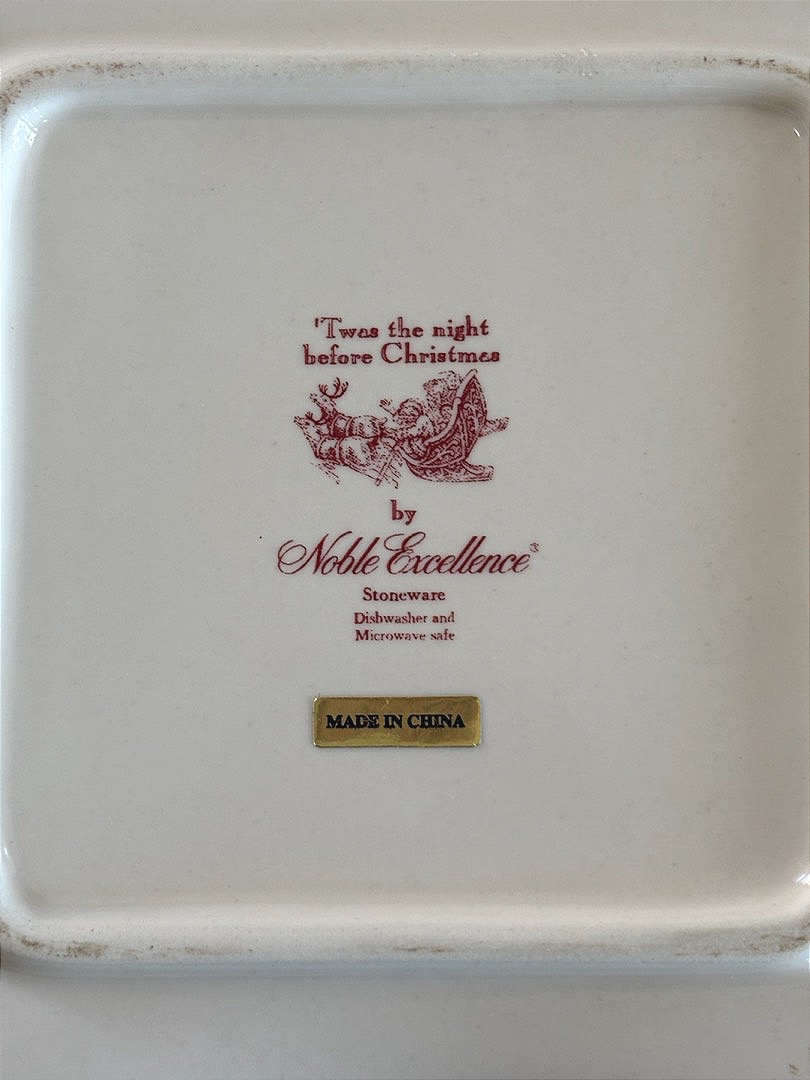 'Twas the night
before Christmas
by
Noble Excellence®
Stoneware
Dishwasher and
Microwave safe
MADE IN CHINA